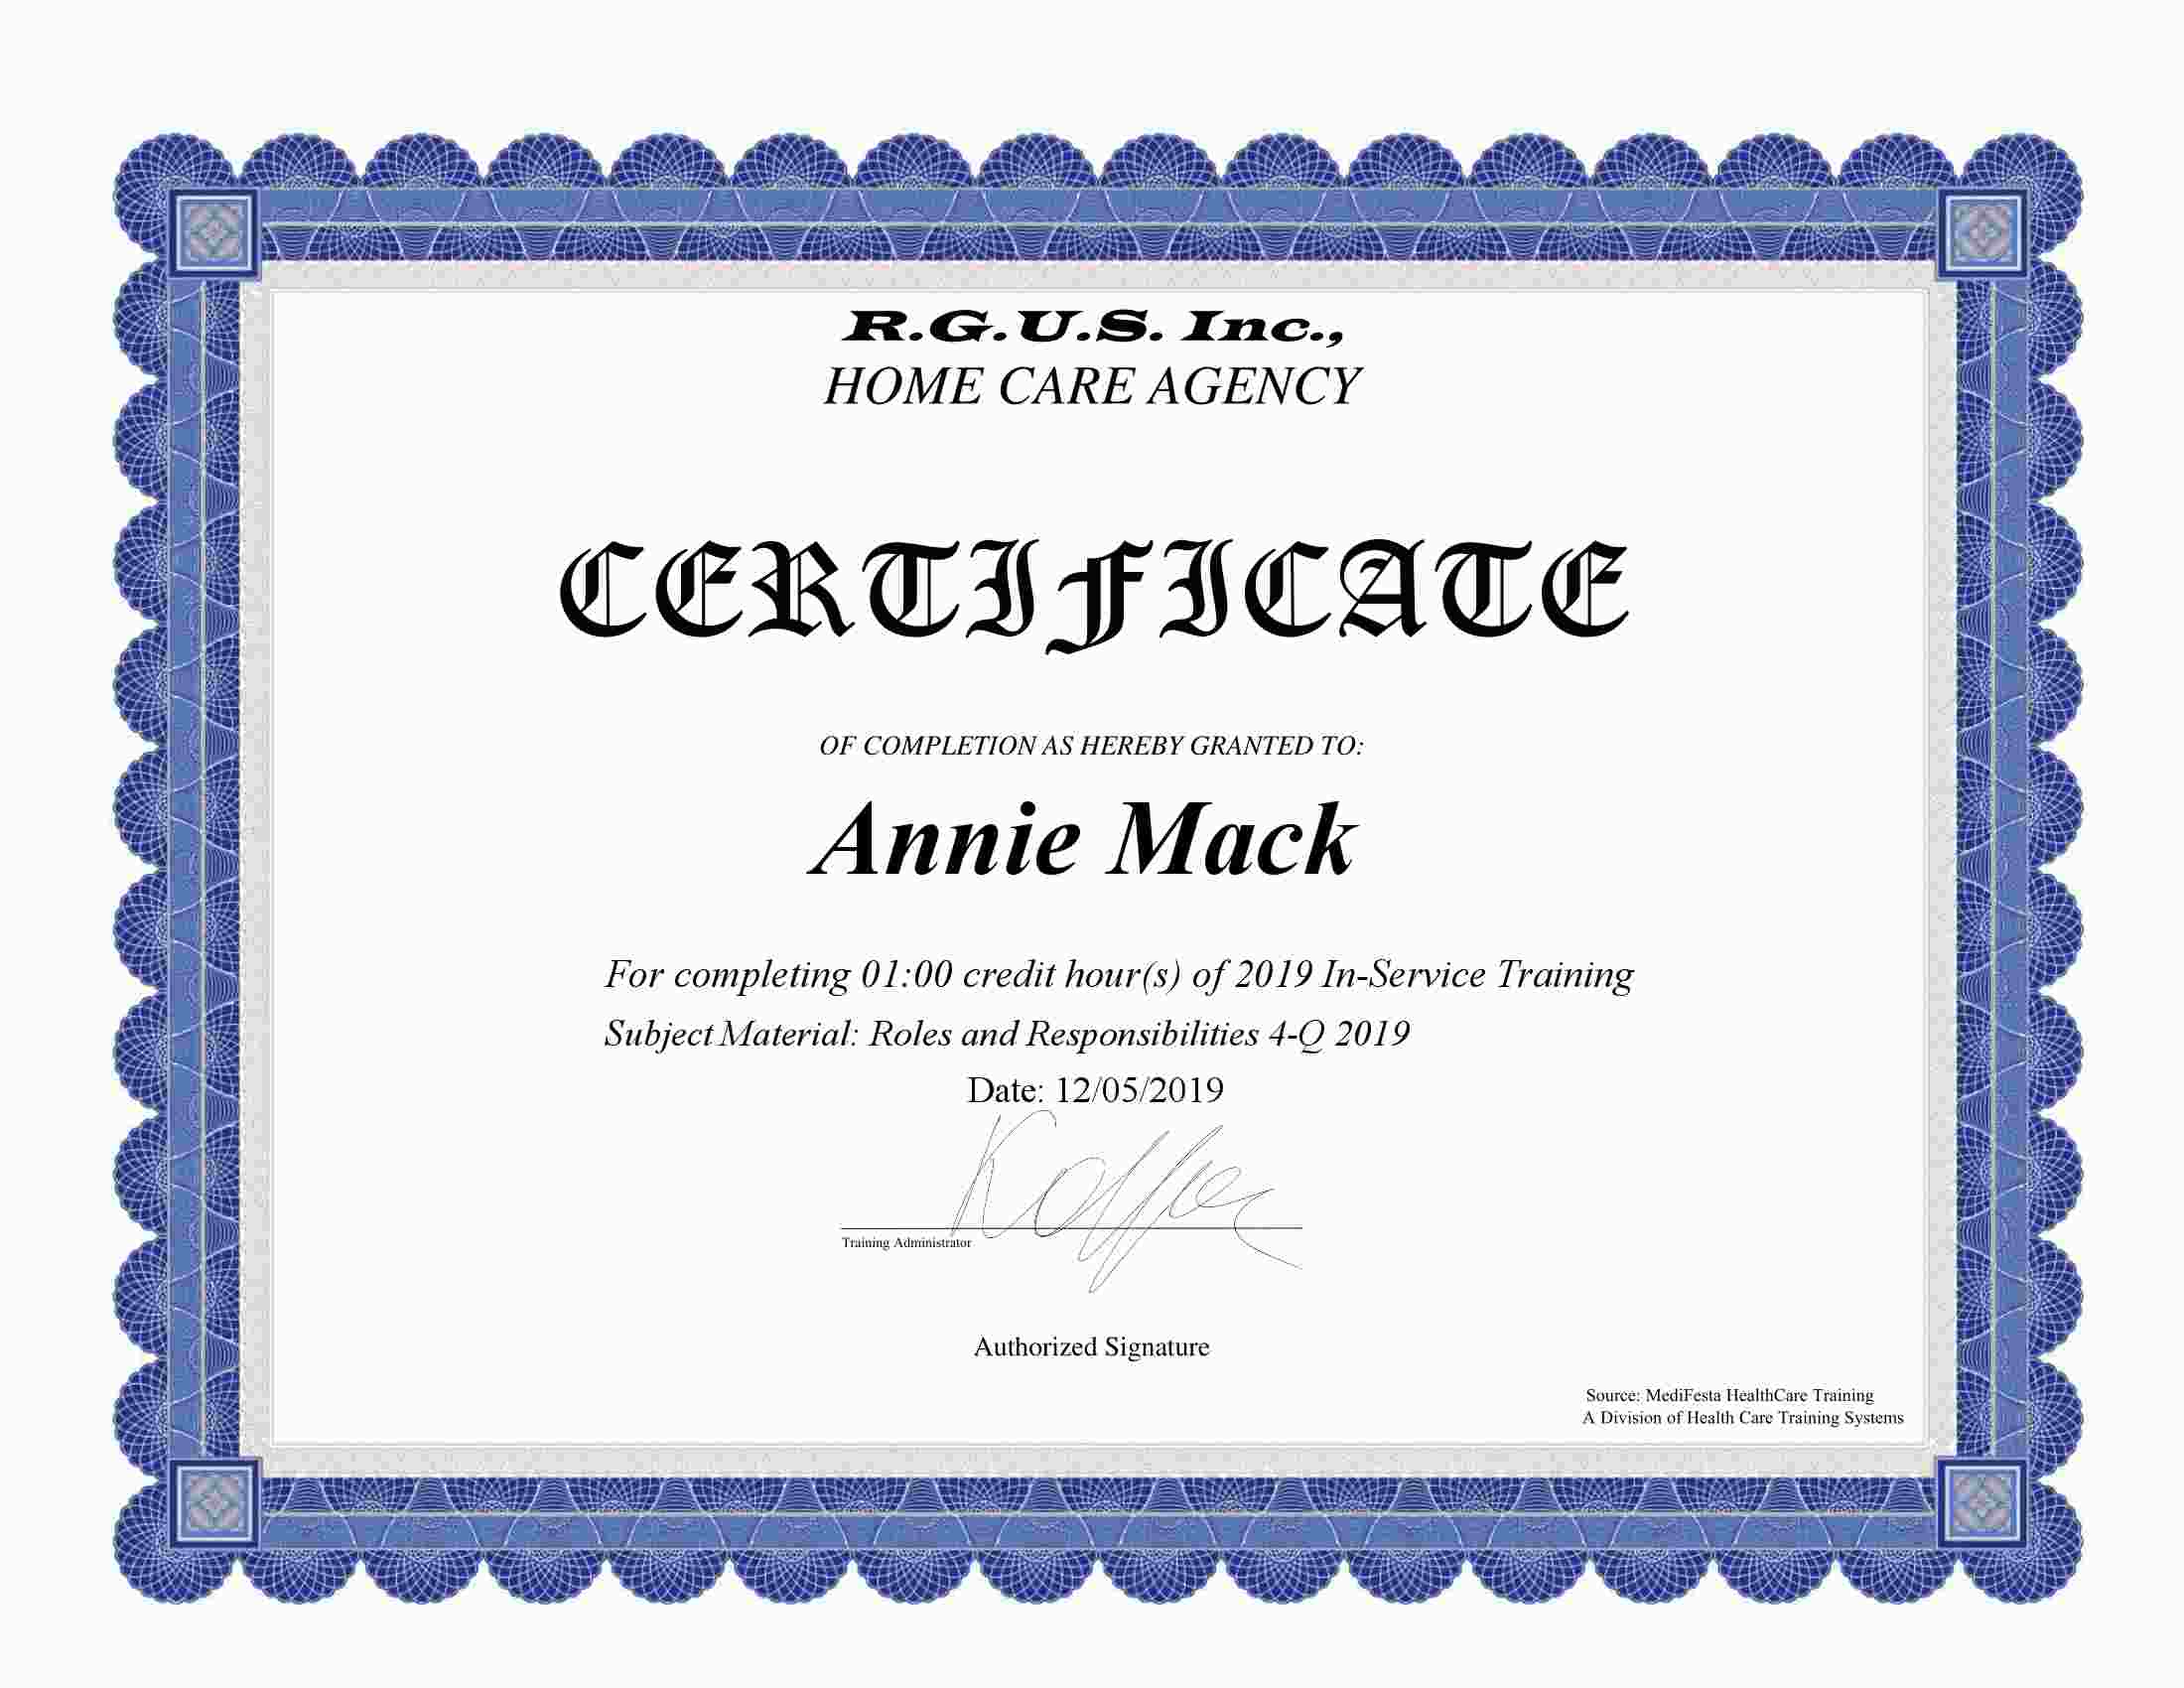 R.G.U.S. Inc.,
HOME CARE AGENCY
CERTIFICATE
OF COMPLETION AS HEREBY GRANTED TO:
Annie Mack
For completing 01:00 credit hour(s) of 2019 In-Service Training
Subject Material: Roles and Responsibilities 4-Q 2019
Date: 12/05/2019
Training Administrator
Authorized Signature
Source: MediFesta HealthCare Training
A Division of Health Care Training Systems